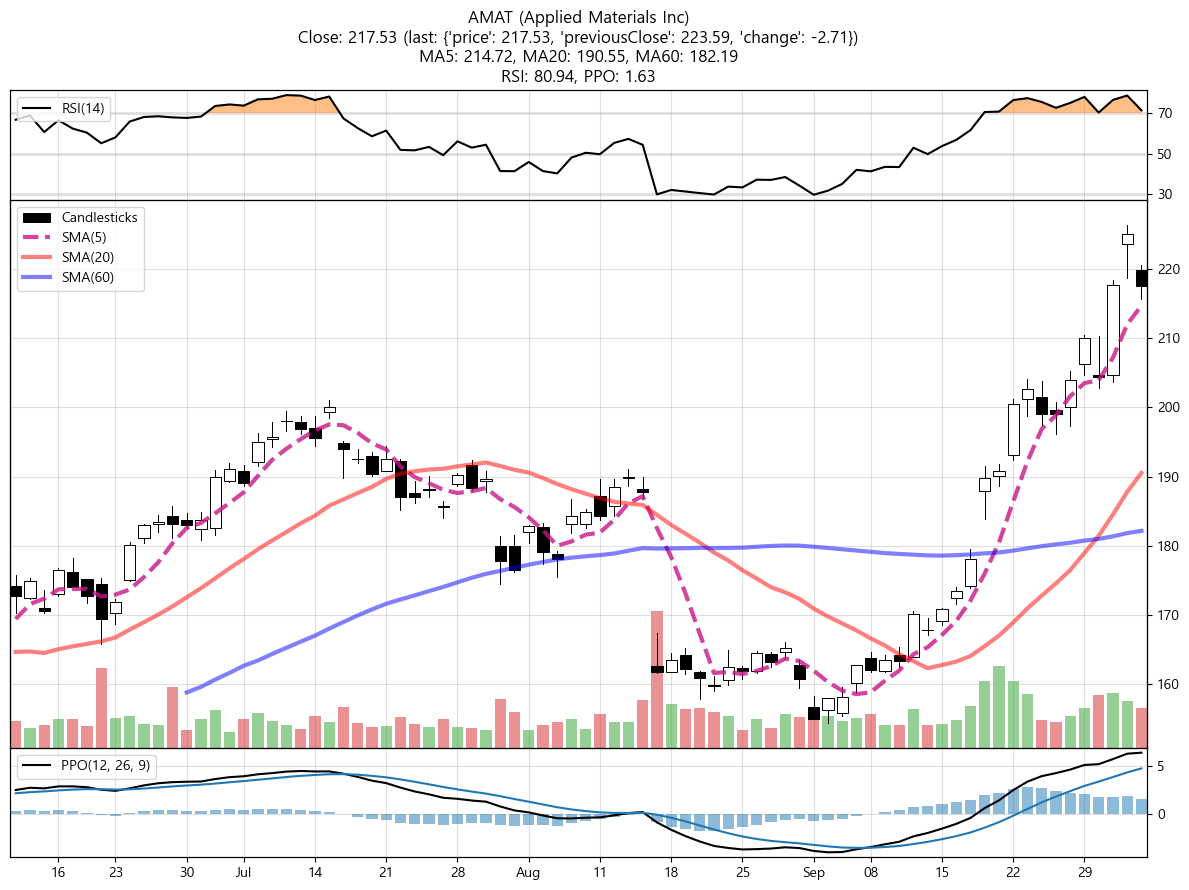 AMAT (Applied Materials Inc)
Close: 217.53 (last: {'price': 217.53, 'previousClose': 223.59, 'change': -2.71})
MA5: 214.72, MA20: 190.55, MA60: 182.19
RSI: 80.94, PPO: 1.63
RSI(14)
70
50
30
Candlesticks
SMA(5)
SMA(20)
SMA(60)
220
210
200
190
180
170
160
PPO(12, 26, 9)
5
0
16 23 30 Jul 14 21 28 Aug 11 18 25 Sep 08 15 22 29